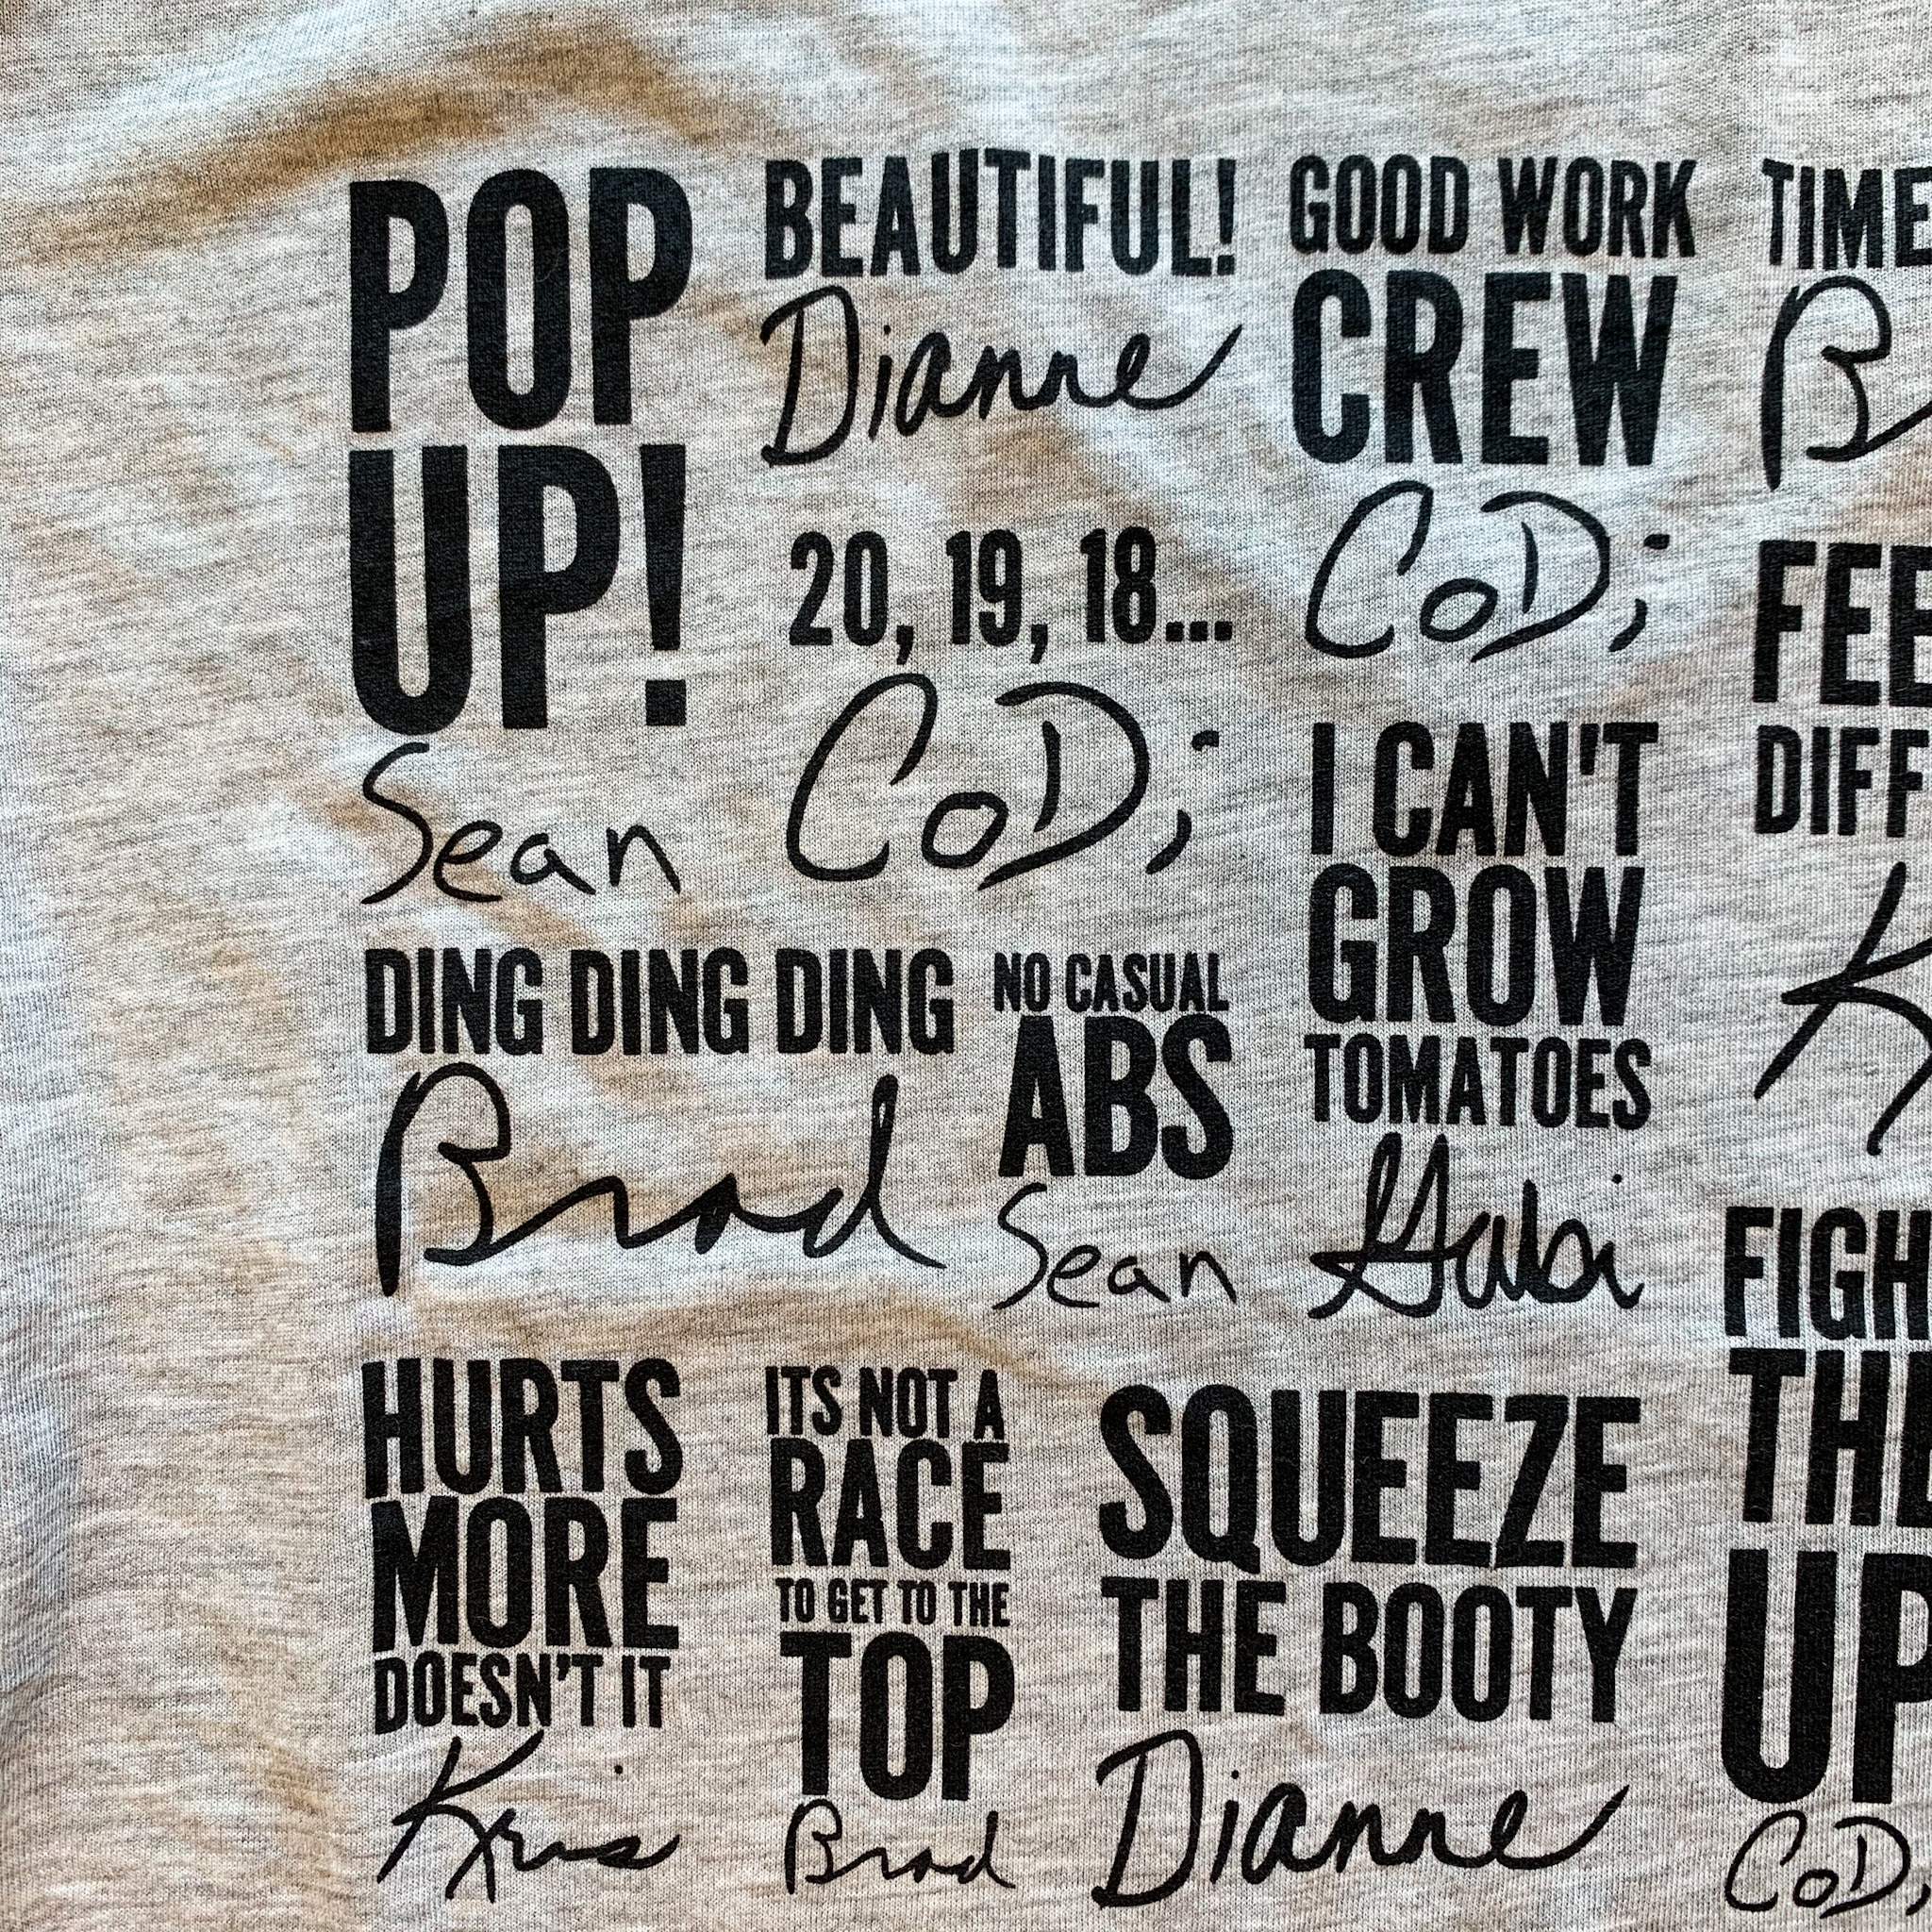 POP
UP!
Sean
BEAUTIFUL!
Dianne
20, 19, 18...
CoDi
GOOD WORK
CREW
CoDi
I CAN'T
GROW
TOMATOES
Gabi
DING DING DING
Brad
NO CASUAL
ABS
Sean
HURTS
MORE
DOESN'T IT
Kris
ITS NOT A
RACE
TO GET TO THE
TOP
Brad
SQUEEZE
THE BOOTY
Dianne
TIME
B
FEE
DIFF
K
FIGH
THE
UP
CoD